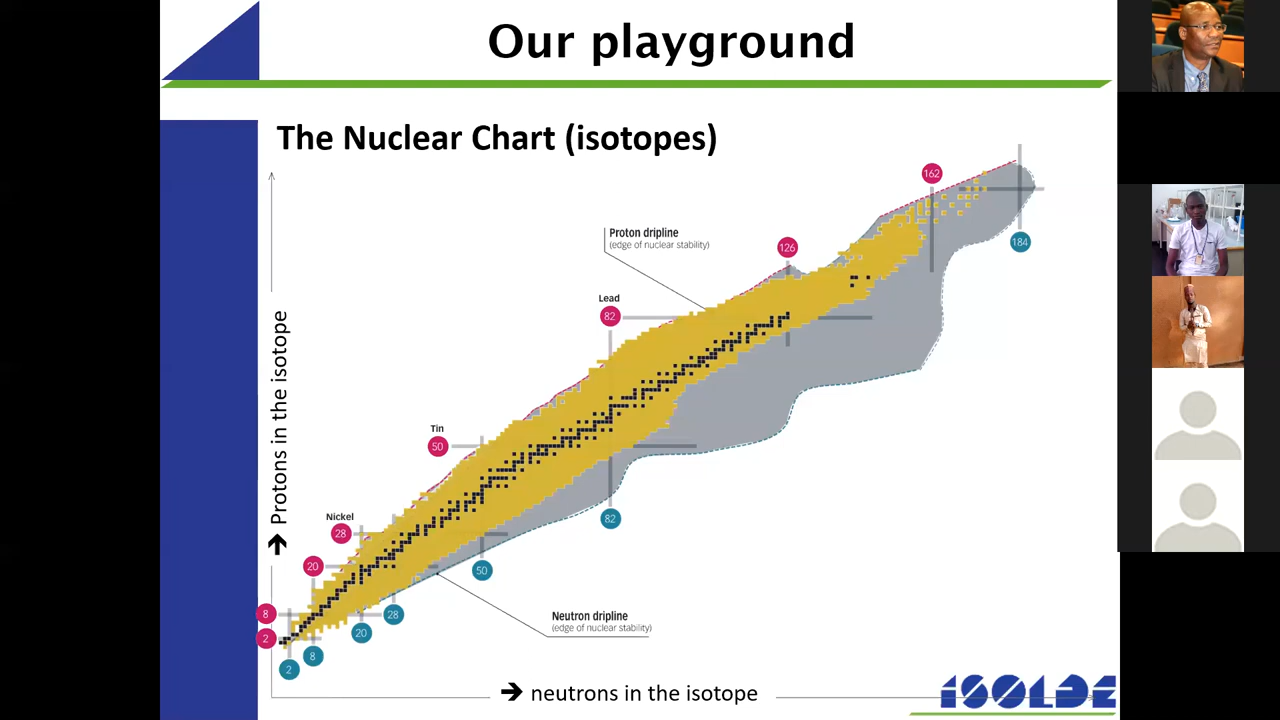 Our playground
The Nuclear Chart (isotopes)
162
184
Proton dripline
(edge of nuclear stability)
126
Lead
82
Tin
50
Nickel
28
20
8
2
82
50
28
20
8
2
Neutron dripline
(edge of nuclear stability)
➔ Protons in the isotope
➔ neutrons in the isotope
ISOLDE